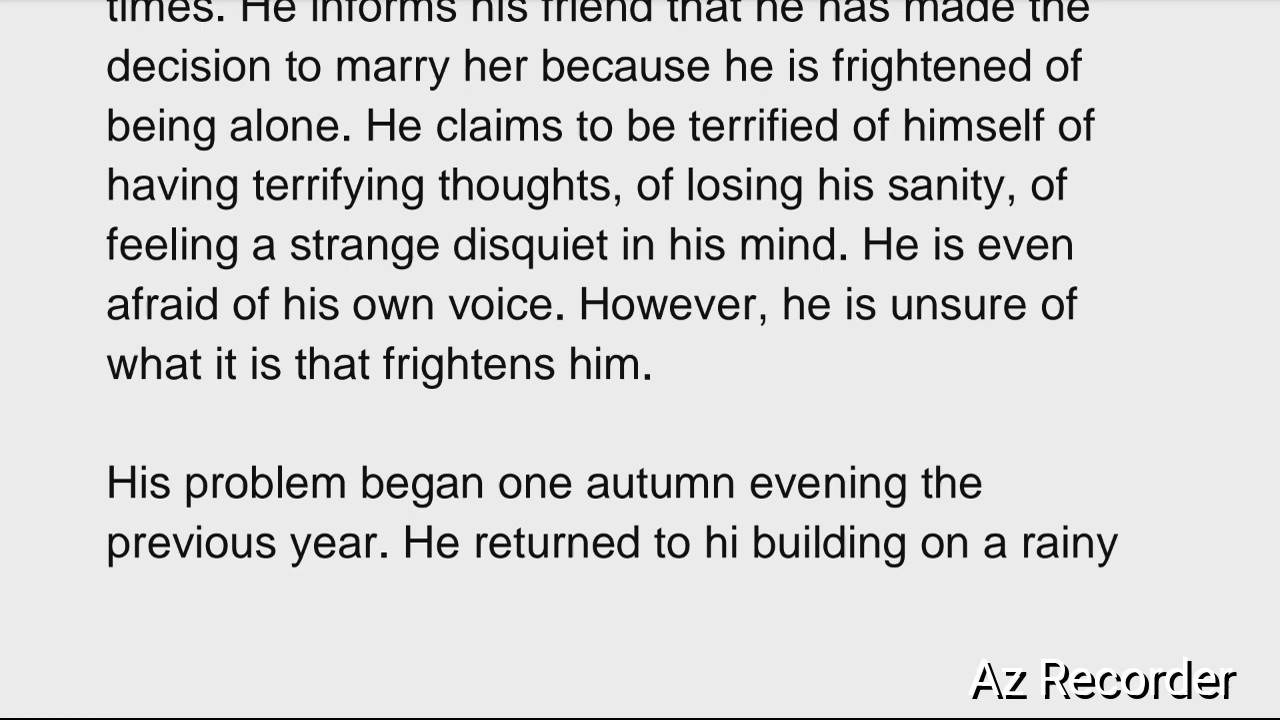 times. He informs his friend that he has made the
decision to marry her because he is frightened of
being alone. He claims to be terrified of himself of
having terrifying thoughts, of losing his sanity, of
feeling a strange disquiet in his mind. He is even
afraid of his own voice. However, he is unsure of
what it is that frightens him.
His problem began one autumn evening the
previous year. He returned to hi building on a rainy
Az Recorder